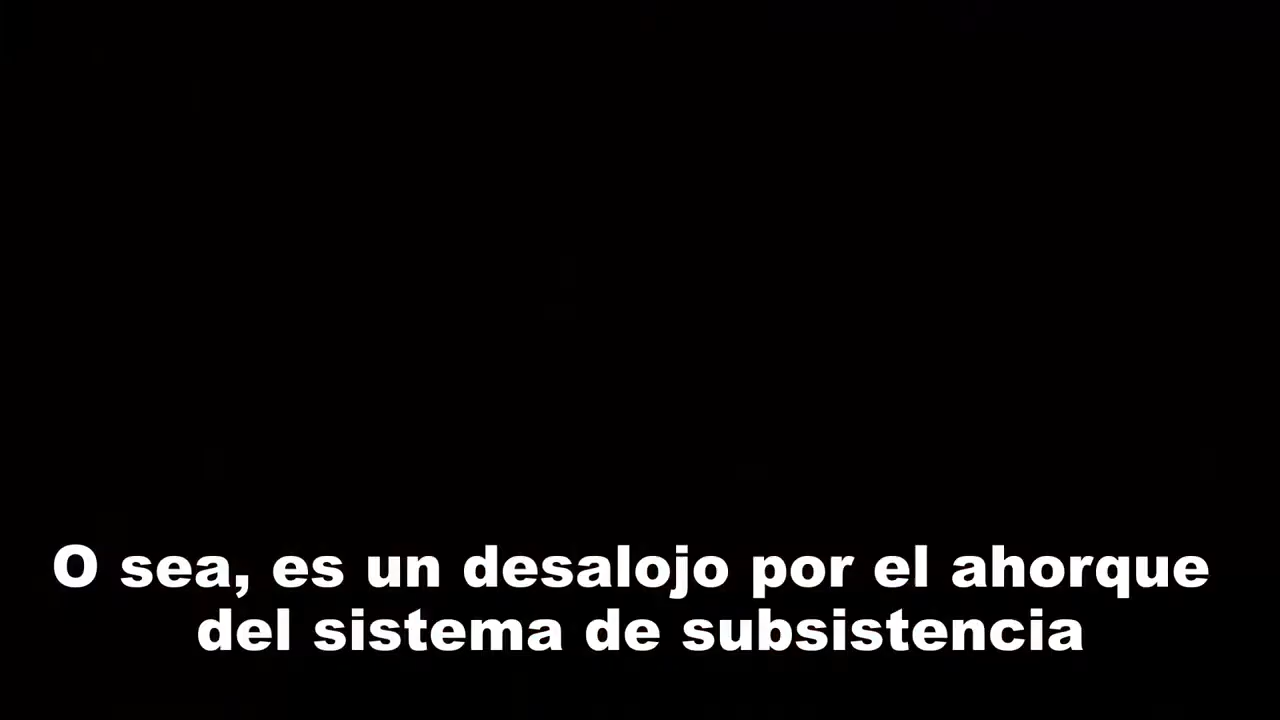 O sea, es un desalojo por el ahorque
del sistema de subsistencia